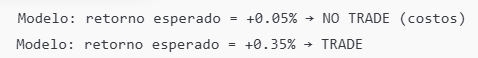 Modelo: retorno esperado = +0.05% → NO TRADE (costos)
Modelo: retorno esperado = +0.35% → TRADE